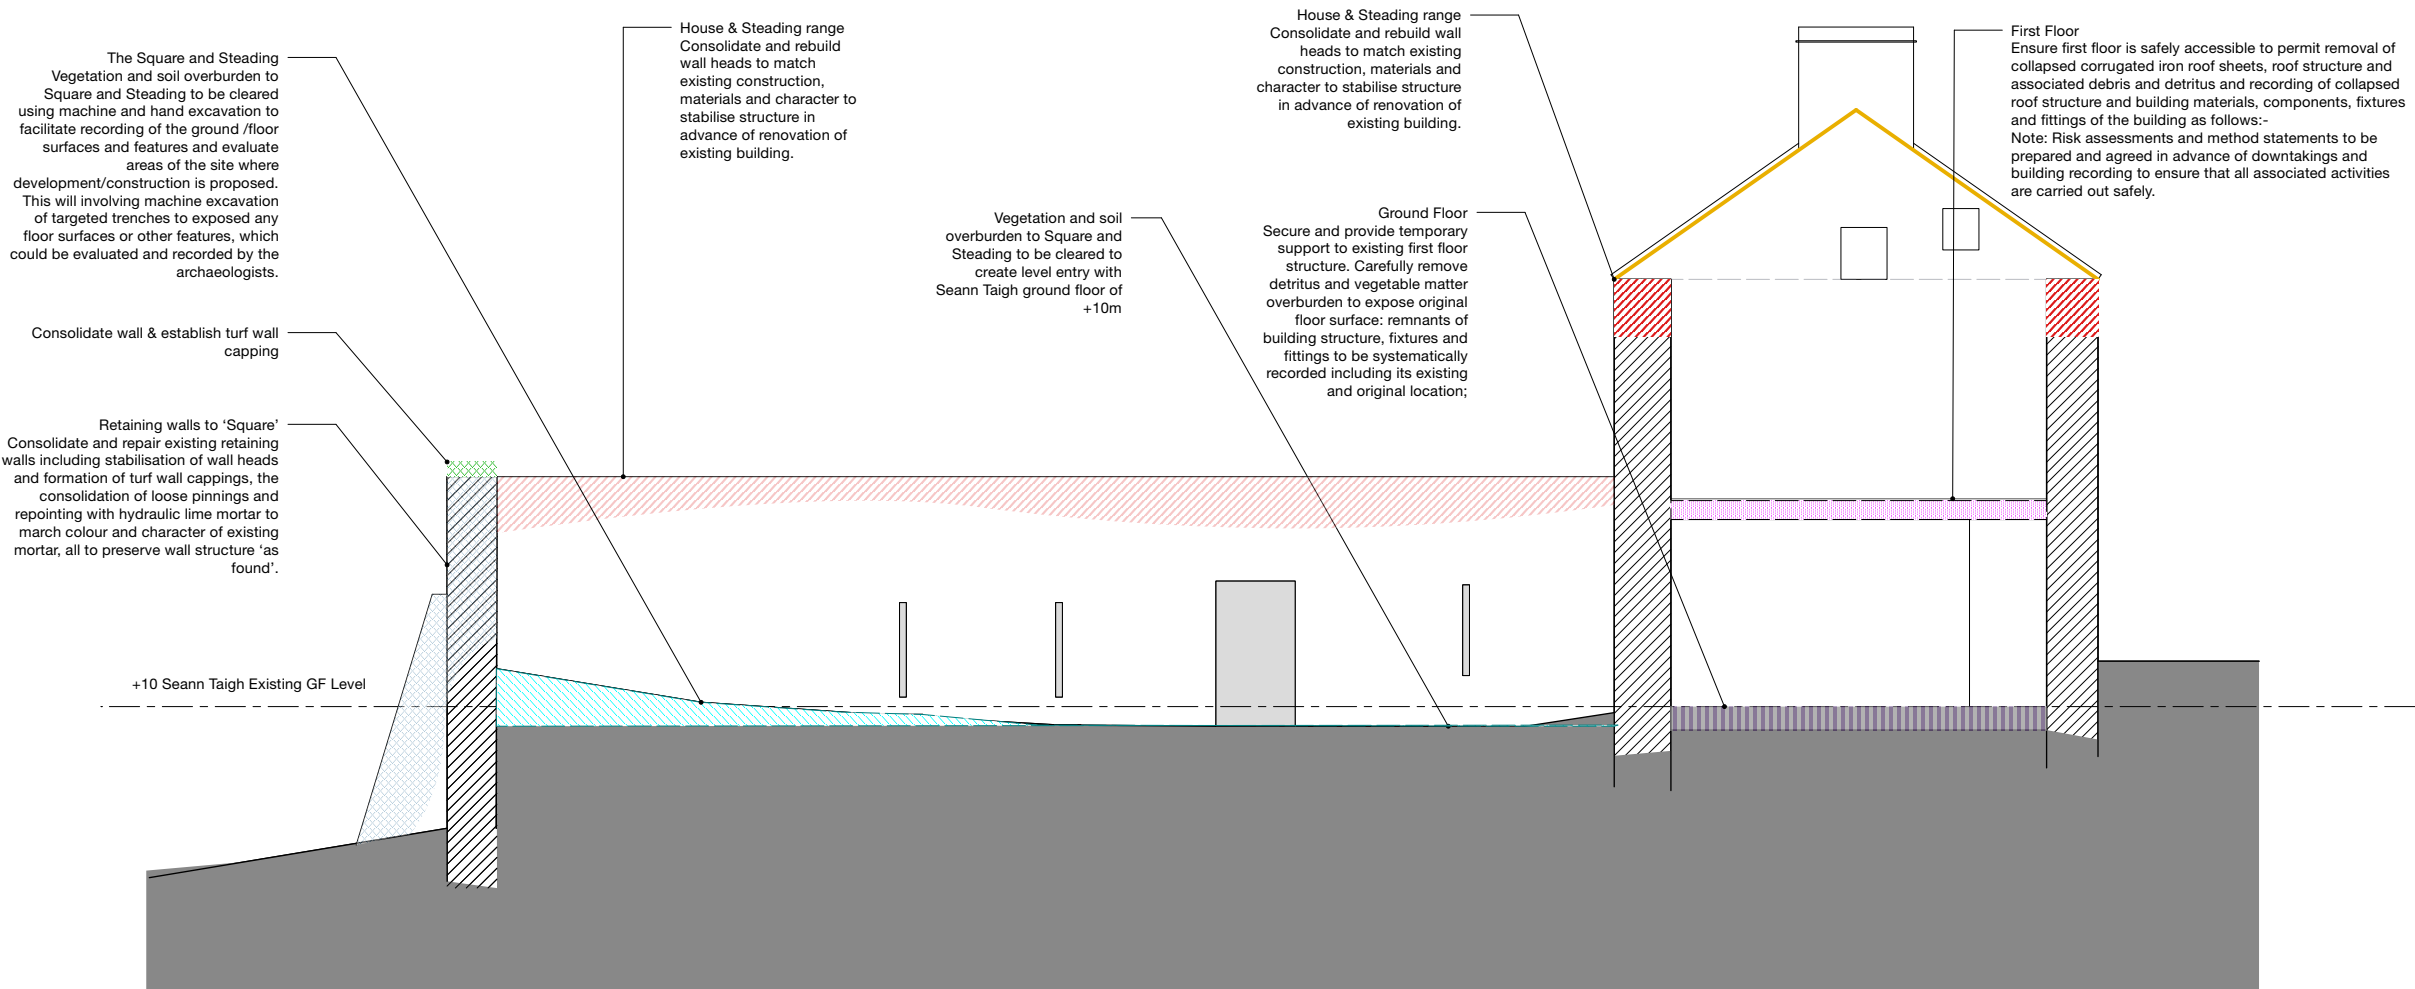 The Square and Steading
Vegetation and soil overburden to
Square and Steading to be cleared
using machine and hand excavation to
facilitate recording of the ground /floor
surfaces and features and evaluate
areas of the site where
development/construction is proposed.
This will involving machine excavation
of targeted trenches to exposed any
floor surfaces or other features, which
could be evaluated and recorded by the
archaeologists.
Consolidate wall & establish turf wall
capping
Retaining walls to ‘Square’
Consolidate and repair existing retaining
walls including stabilisation of wall heads
and formation of turf wall cappings, the
consolidation of loose pinnings and
repointing with hydraulic lime mortar to
march colour and character of existing
mortar, all to preserve wall structure ‘as
found’.
+10 Seann Taigh Existing GF Level
House & Steading range
Consolidate and rebuild
wall heads to match
existing construction,
materials and character to
stabilise structure in
advance of renovation of
existing building.
Vegetation and soil
overburden to Square and
Steading to be cleared to
create level entry with
Seann Taigh ground floor of
+10m
House & Steading range
Consolidate and rebuild wall
heads to match existing
construction, materials and
character to stabilise structure
in advance of renovation of
existing building.
Ground Floor
Secure and provide temporary
support to existing first floor
structure. Carefully remove
detritus and vegetable matter
overburden to expose original
floor surface: remnants of
building structure, fixtures and
fittings to be systematically
recorded including its existing
and original location;
First Floor
Ensure first floor is safely accessible to permit removal of
collapsed corrugated iron roof sheets, roof structure and
associated debris and detritus and recording of collapsed
roof structure and building materials, components, fixtures
and fittings of the building as follows:-
Note: Risk assessments and method statements to be
prepared and agreed in advance of downtakings and
building recording to ensure that all associated activities
are carried out safely.